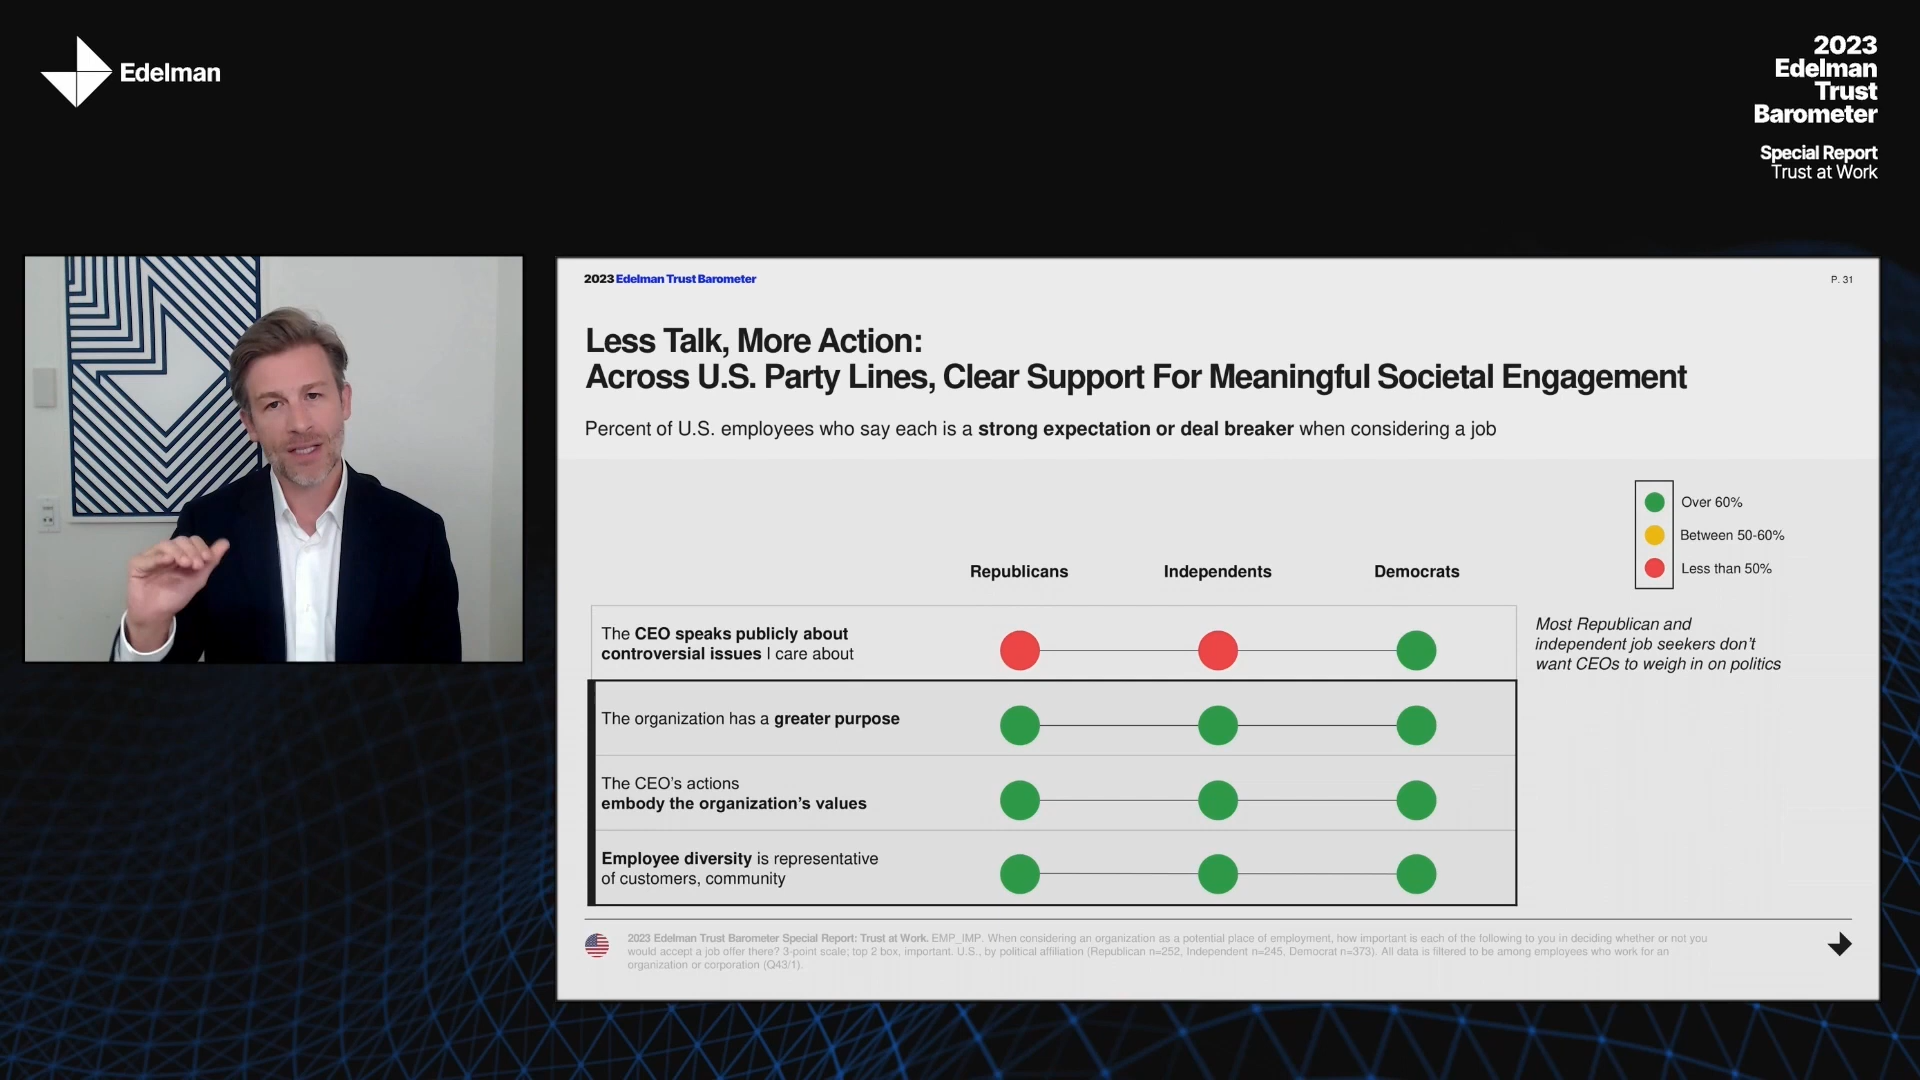 Edelman
2023
Edelman
Trust
Barometer
Special Report
Trust at Work
2023 Edelman Trust Barometer
P. 31
Less Talk, More Action:
Across U.S. Party Lines, Clear Support For Meaningful Societal Engagement
Percent of U.S. employees who say each is a strong expectation or deal breaker when considering a job
Over 60%
Between 50-60%
Less than 50%
Republicans
Independents
Democrats
The CEO speaks publicly about
controversial issues I care about
Most Republican and
independent job seekers don't
want CEOs to weigh in on politics
The organization has a greater purpose
The CEO's actions
embody the organization's values
Employee diversity is representative
of customers, community
2023 Edelman Trust Barometer Special Report: Trust at Work. EMP_IMP. When considering an organization as a potential place of employment, how important is each of the following to you in deciding whether or not you
would accept a job offer there? 3-point scale; top 2 box, important. U.S., by political affiliation (Republican n=252, Independent n=245, Democrat n=373). All data is filtered to be among employees who work for an
organization or corporation (Q43/1).